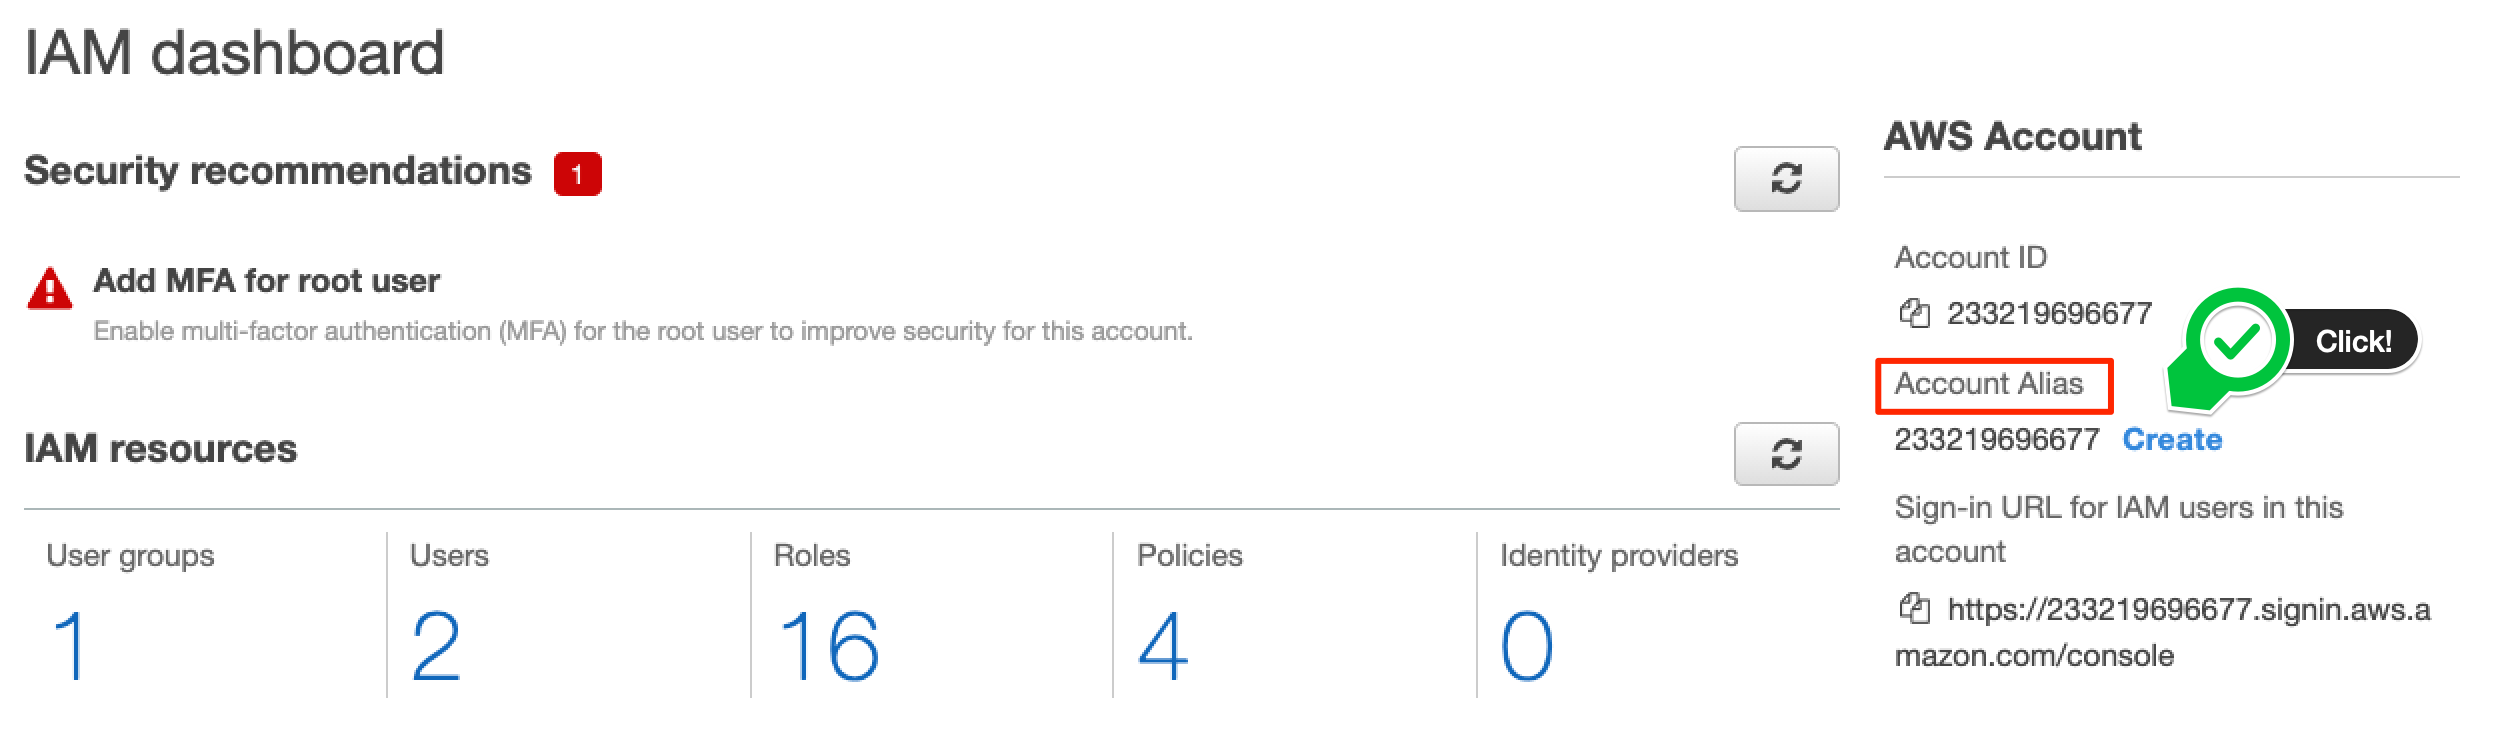 IAM dashboard
Security recommendations 1
Add MFA for root user
Enable multi-factor authentication (MFA) for the root user to improve security for this account.
IAM resources
User groups
1
Users
2
Roles
16
Policies
4
Identity providers
0
AWS Account
Account ID
233219696677
Click!
Account Alias
233219696677 Create
Sign-in URL for IAM users in this
account
https://233219696677.signin.aws.a
mazon.com/console